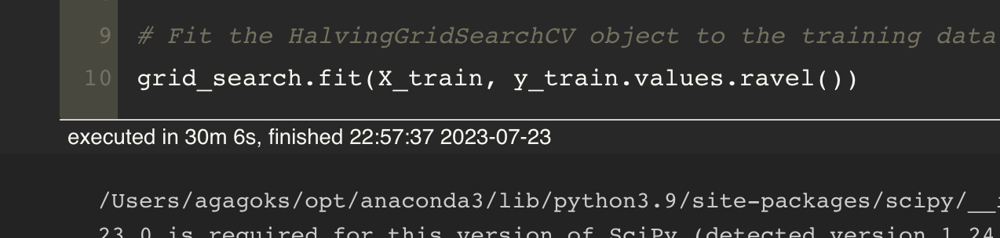 9 # Fit the HalvingGridSearchCV object to the training data
10 grid_search.fit(X_train, y_train.values.ravel())
executed in 30m 6s, finished 22:57:37 2023-07-23
/Users/agagoks/opt/anaconda3/lib/python3.9/site-packages/scipy/__
23.0 is required for this version of SciPy (detected version 1.24